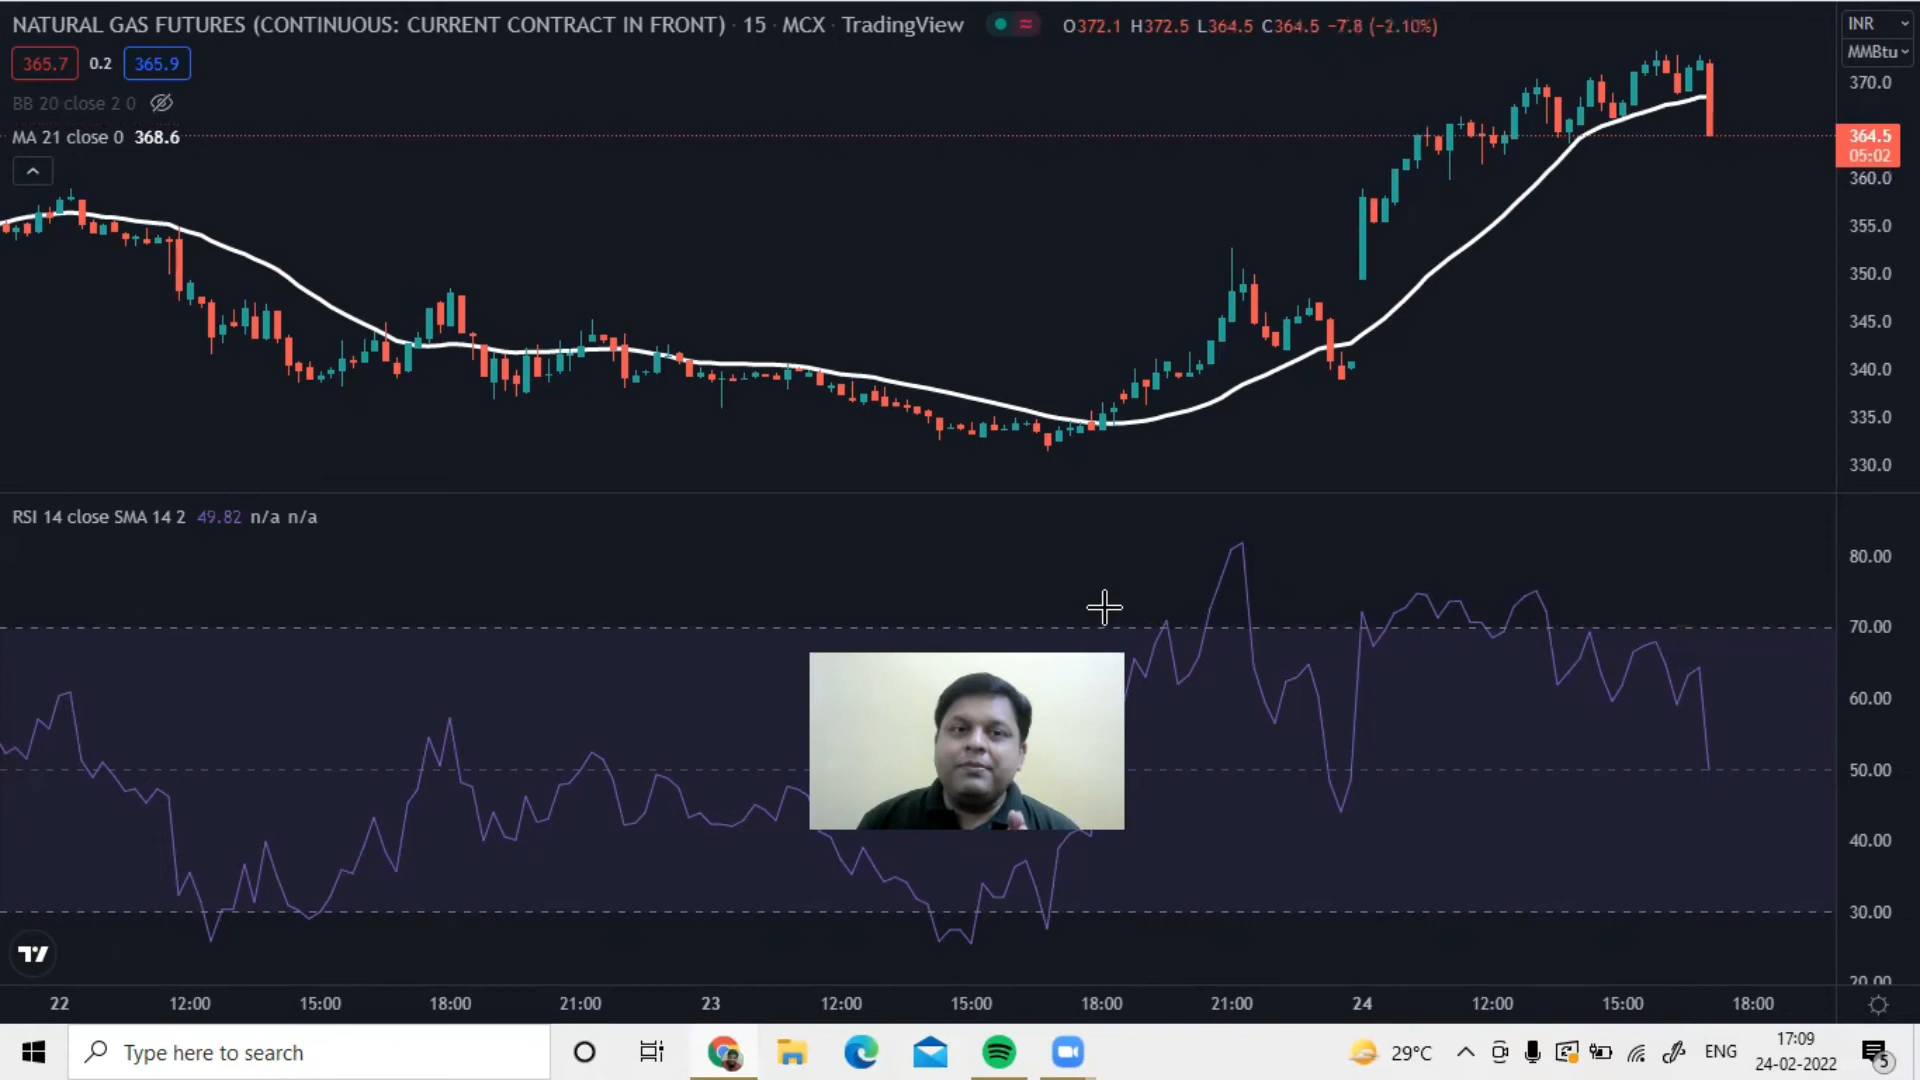 NATURAL GAS FUTURES (CONTINUOUS: CURRENT CONTRACT IN FRONT) · 15 · MCX · TradingView O372.1 H372.5 L364.5 C364.5 −7.8 (−2.10%)
INR
365.7 0.2 365.9
MMBtu
BB 20 close 2 0
MA 21 close 0 368.6
370.0
364.5
05:02
360.0
355.0
350.0
345.0
340.0
335.0
330.0
RSI 14 close SMA 14 2 49.82 n/a n/a
80.00
70.00
60.00
50.00
40.00
30.00
20.00
22 12:00 15:00 18:00 21:00 23 12:00 15:00 18:00 21:00 24 12:00 15:00 18:00
Type here to search
29°C ENG
17:09
24-02-2022
5